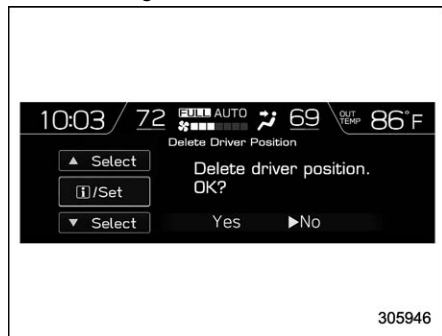 10:03 72 FULL AUTO 69 OUT TEMP 86°F
Delete Driver Position
▲ Select
i/Set
▼ Select
Delete driver position.
OK?
Yes ▶No
305946